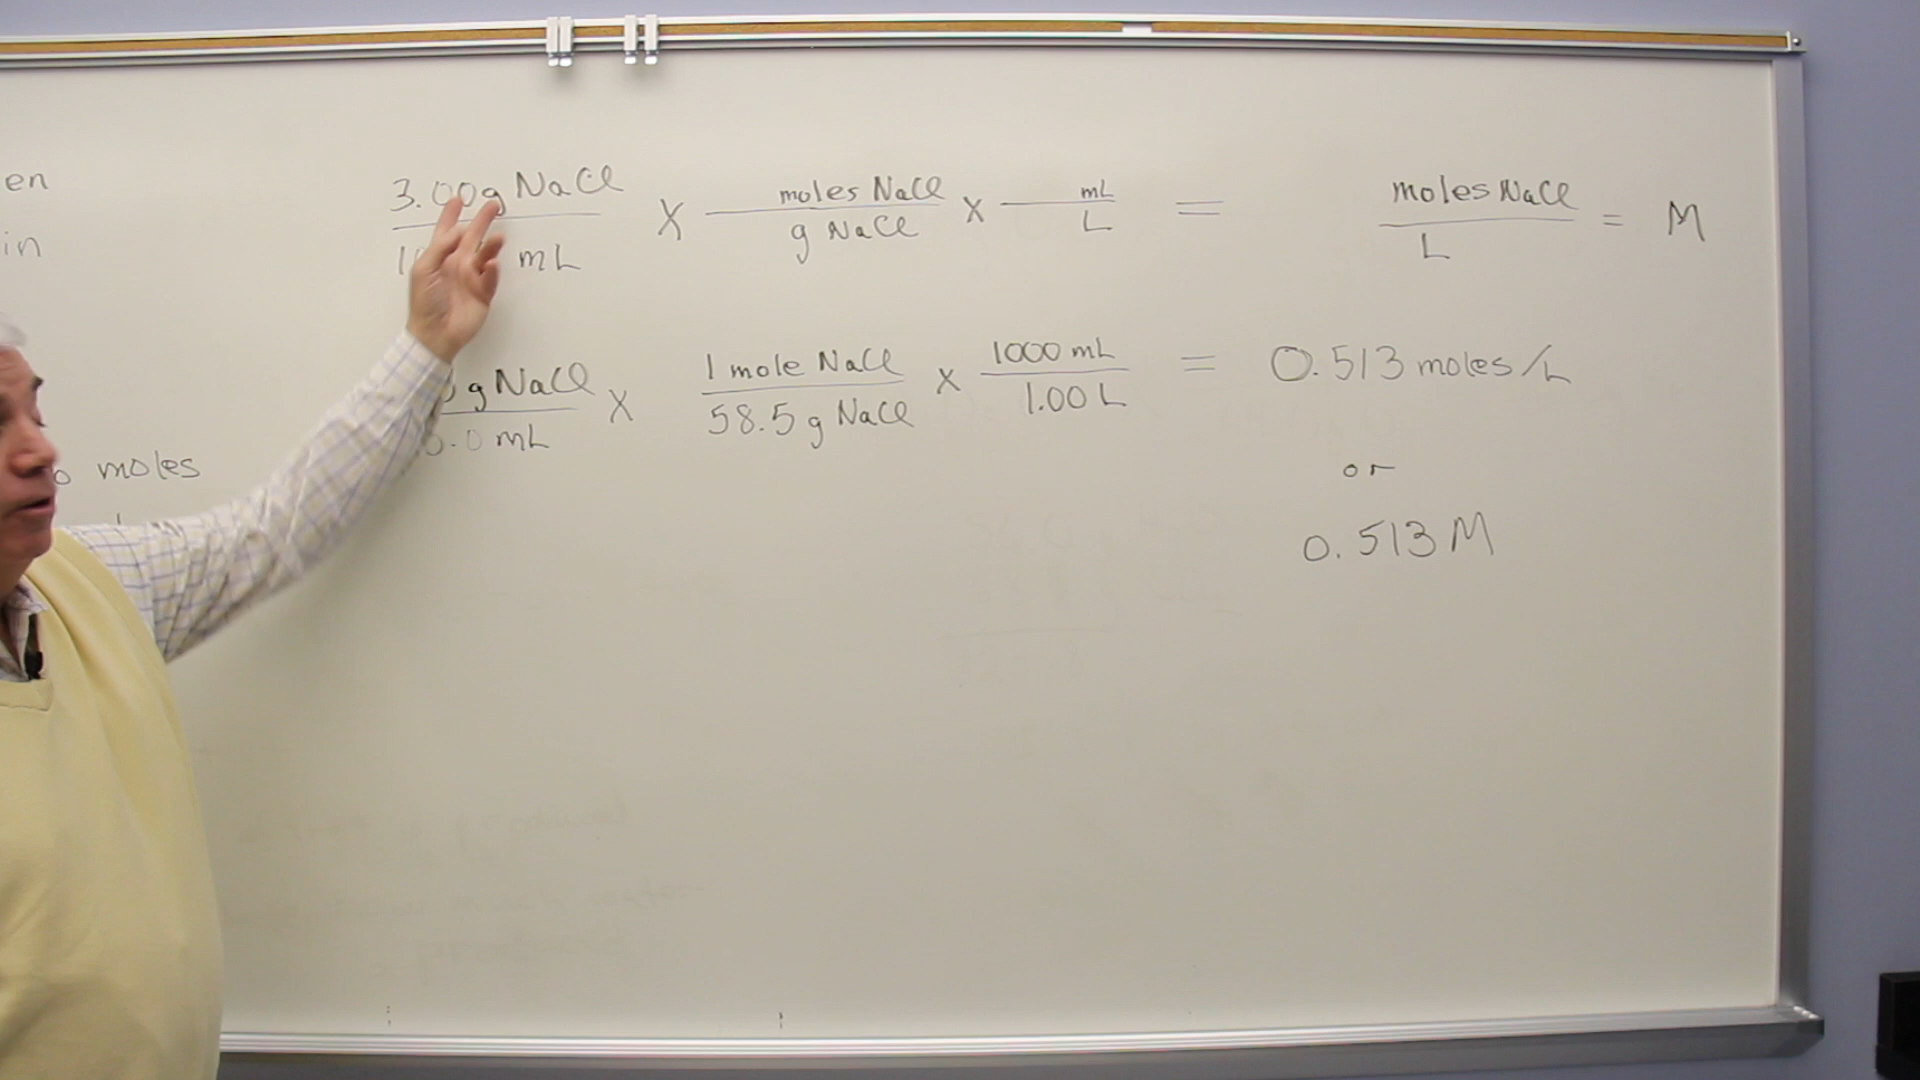 en
in
moles
3.00g NaCl / mL X moles NaCl / g NaCl x mL / L = moles NaCl / L = M
g NaCl / .0 mL X 1 mole NaCl / 58.5 g NaCl x 1000 mL / 1.00 L = 0.513 moles/L
or
0.513 M